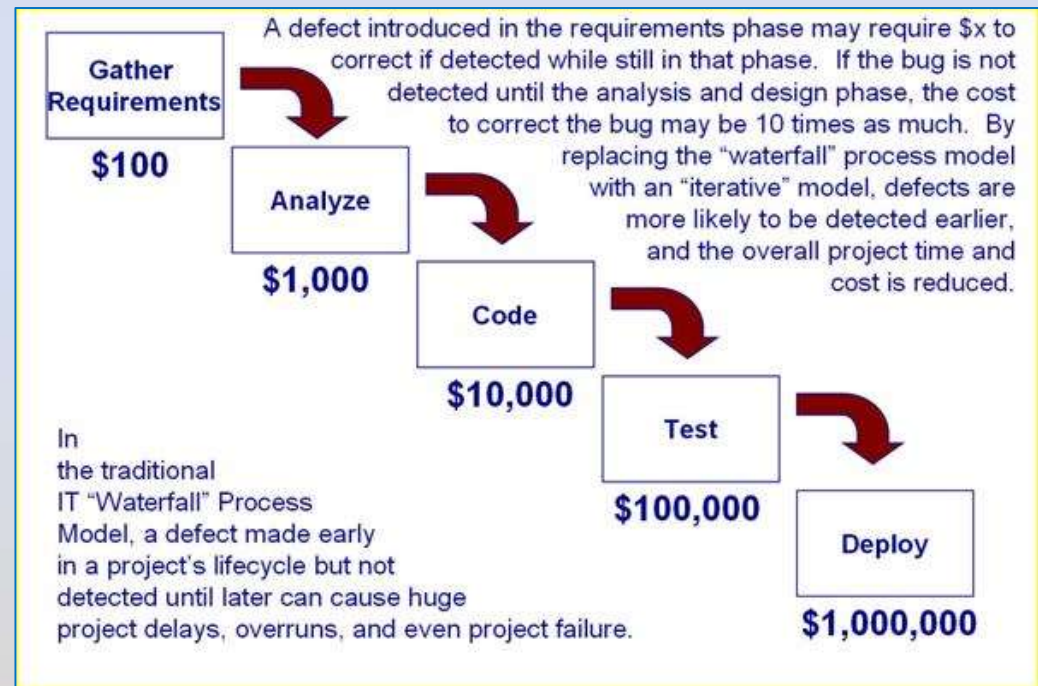 A defect introduced in the requirements phase may require $x to
correct if detected while still in that phase. If the bug is not
detected until the analysis and design phase, the cost
to correct the bug may be 10 times as much. By
replacing the “waterfall” process model
with an “iterative” model, defects are
more likely to be detected earlier,
and the overall project time and
cost is reduced.
Gather
Requirements
$100
Analyze
$1,000
Code
$10,000
Test
$100,000
Deploy
$1,000,000
In
the traditional
IT “Waterfall” Process
Model, a defect made early
in a project’s lifecycle but not
detected until later can cause huge
project delays, overruns, and even project failure.